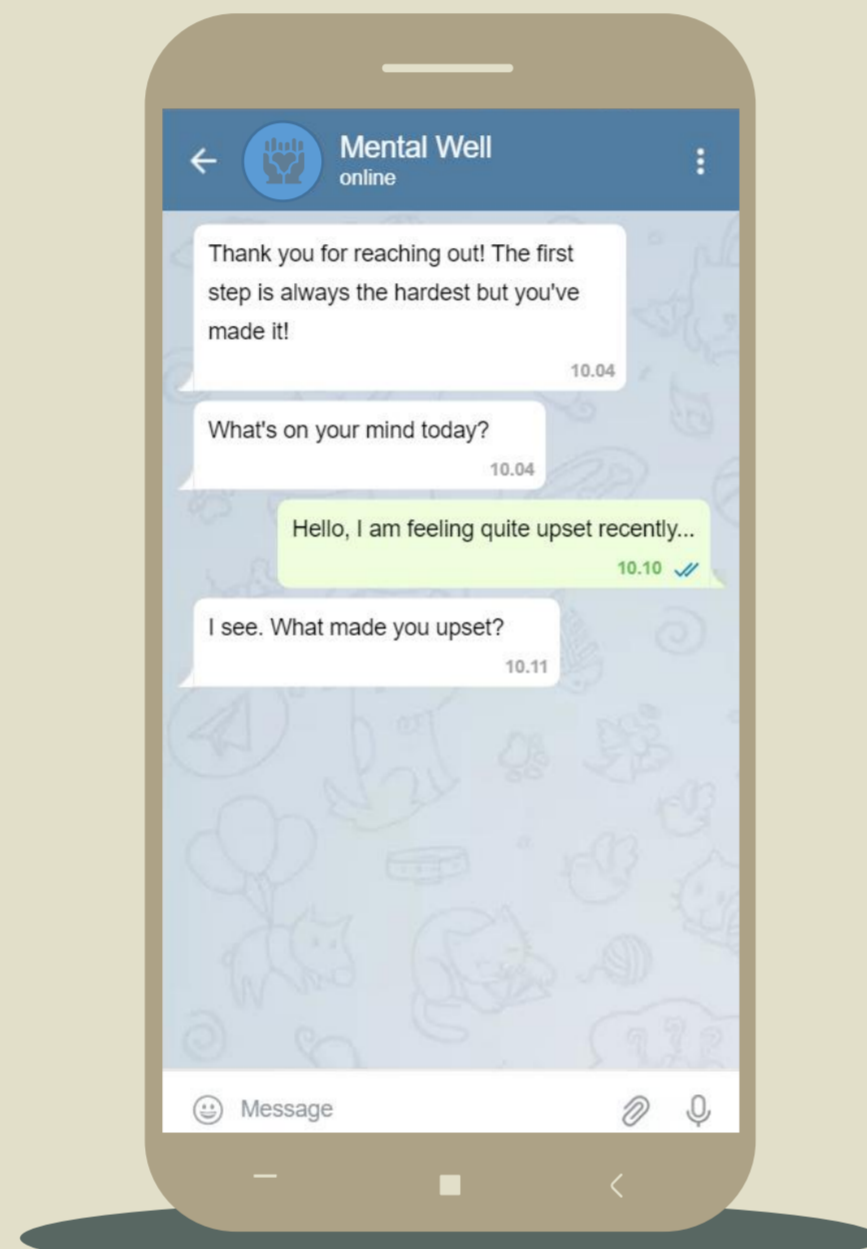 Mental Well
online
Thank you for reaching out! The first
step is always the hardest but you've
made it!
10.04
What's on your mind today?
10.04
Hello, I am feeling quite upset recently...
10.10
I see. What made you upset?
10.11
Message